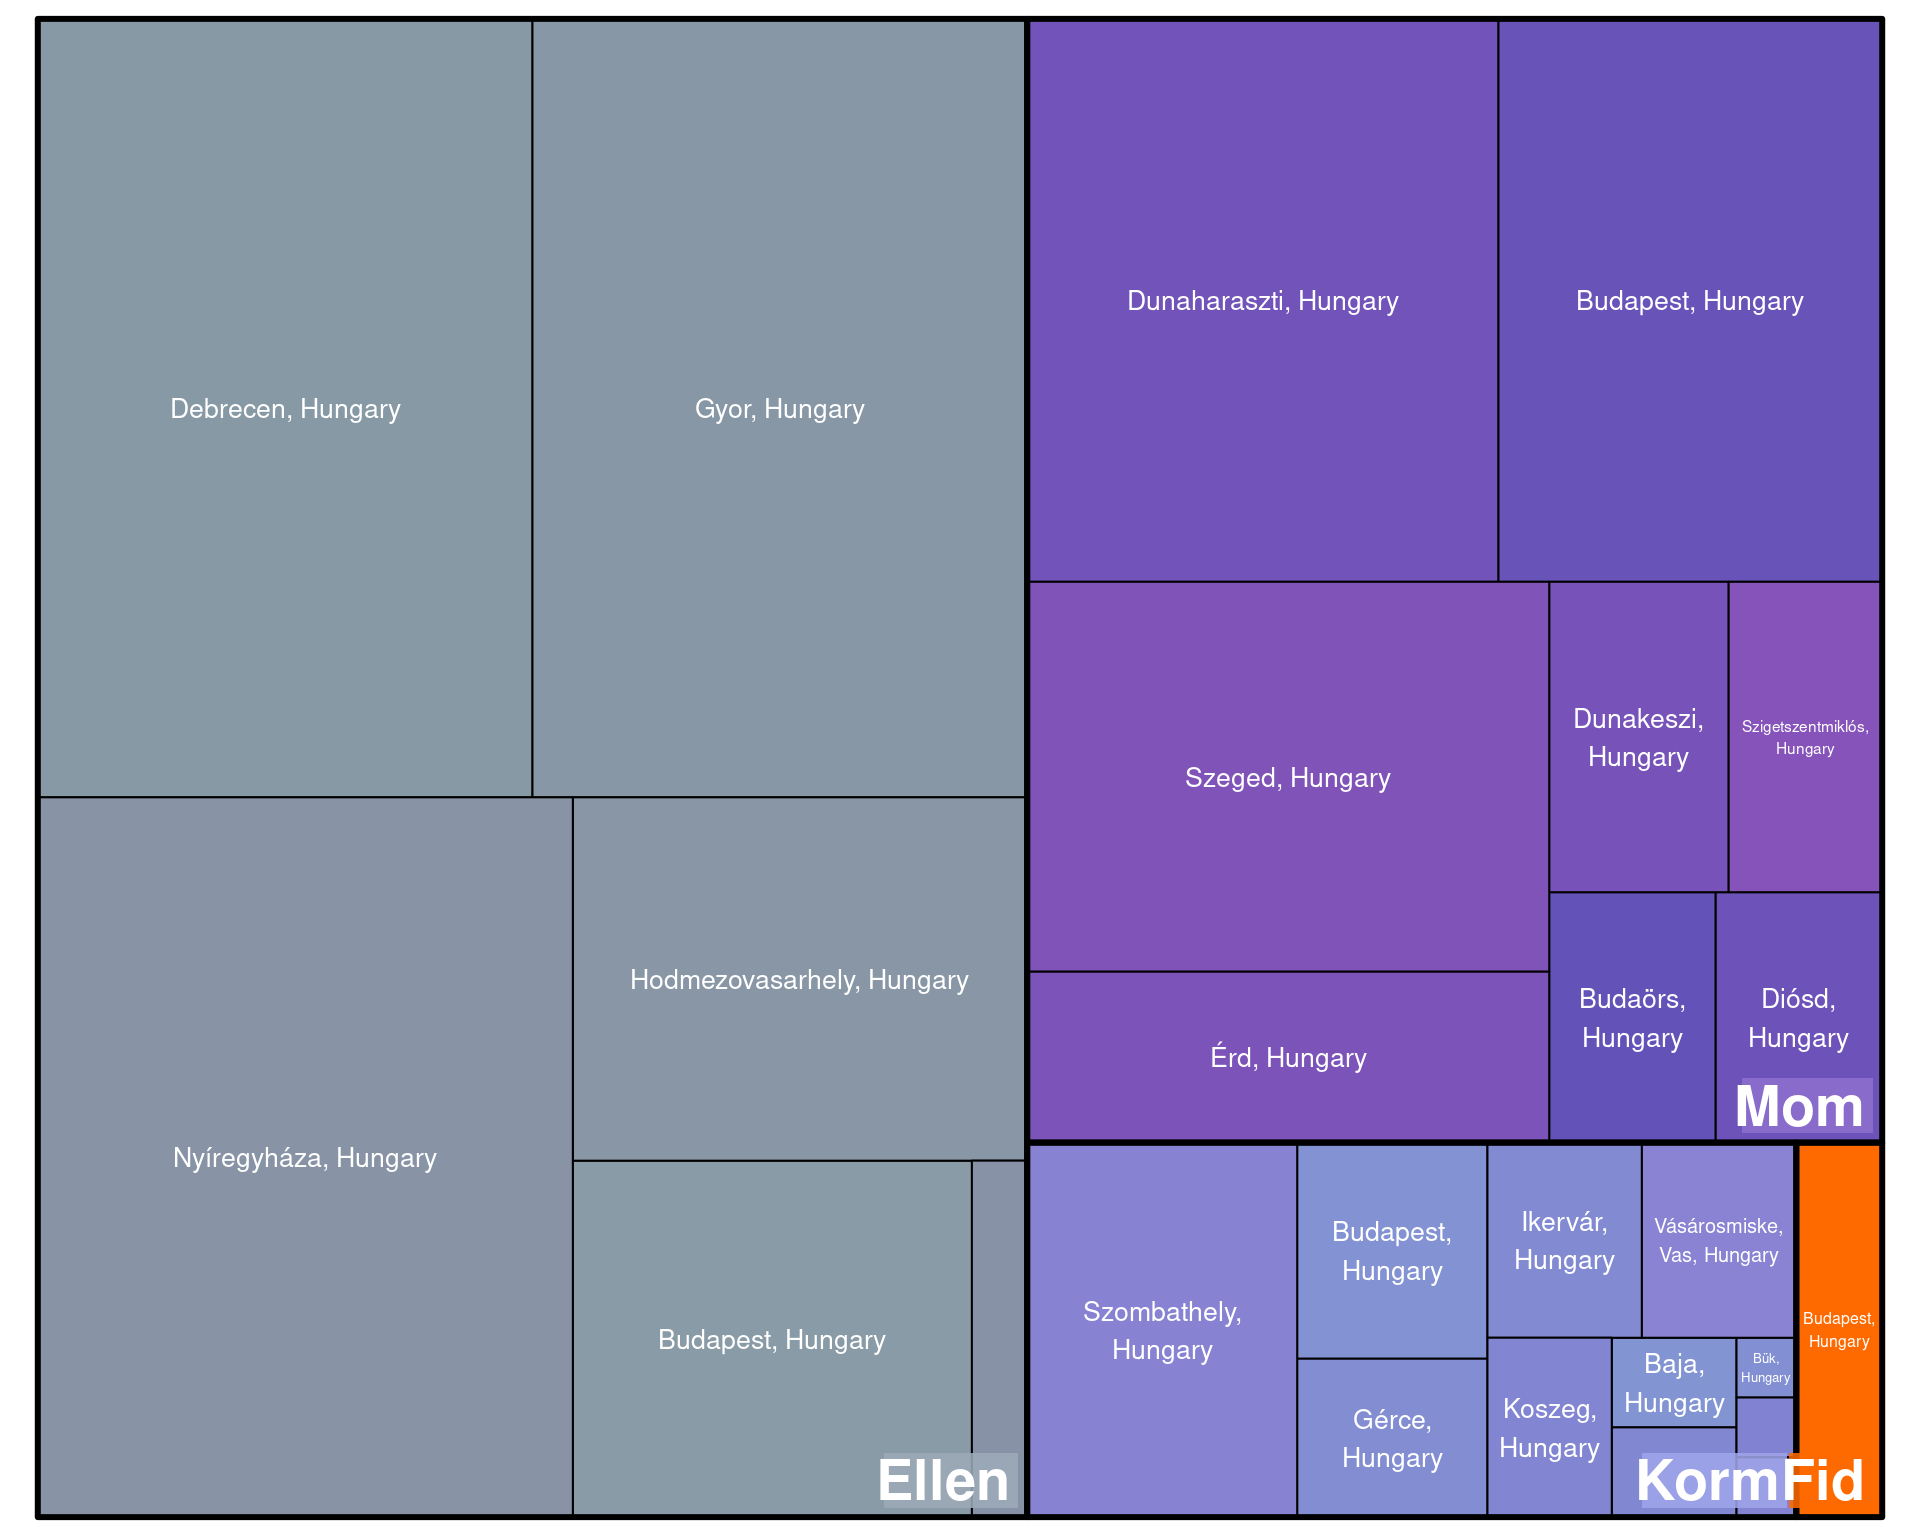 Debrecen, Hungary
Gyor, Hungary
Nyíregyháza, Hungary
Hodmezovasarhely, Hungary
Budapest, Hungary
Ellen
Dunaharaszti, Hungary
Budapest, Hungary
Szeged, Hungary
Dunakeszi,
Hungary
Szigetszentmiklós,
Hungary
Érd, Hungary
Budaörs,
Hungary
Diósd,
Hungary
Mom
Szombathely,
Hungary
Budapest,
Hungary
Gérce,
Hungary
Ikervár,
Hungary
Vásárosmiske,
Vas, Hungary
Koszeg,
Hungary
Baja,
Hungary
Bük,
Hungary
Korm
Budapest,
Hungary
Fid